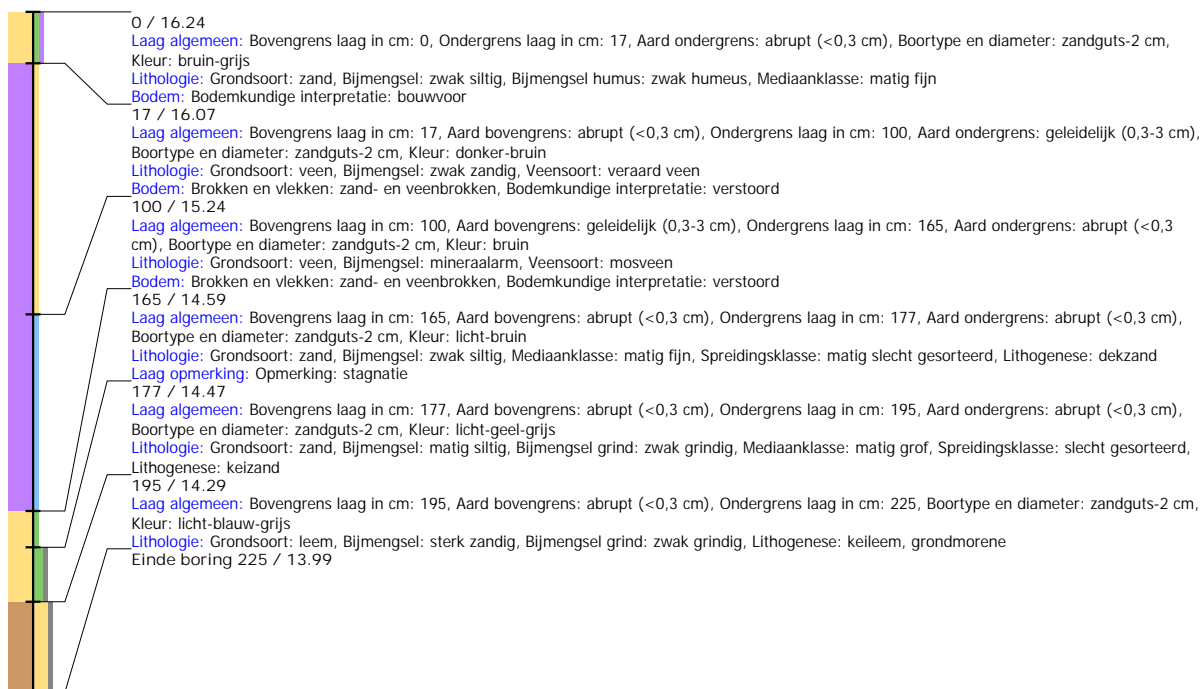 0 / 16.24
Laag algemeen: Bovengrens laag in cm: 0, Ondergrens laag in cm: 17, Aard ondergrens: abrupt (<0,3 cm), Boortype en diameter: zandguts-2 cm,
Kleur: bruin-grijs
Lithologie: Grondsoort: zand, Bijmengsel: zwak siltig, Bijmengsel humus: zwak humeus, Mediaanklasse: matig fijn
Bodem: Bodemkundige interpretatie: bouwvoor
17 / 16.07
Laag algemeen: Bovengrens laag in cm: 17, Aard bovengrens: abrupt (<0,3 cm), Ondergrens laag in cm: 100, Aard ondergrens: geleidelijk (0,3-3 cm),
Boortype en diameter: zandguts-2 cm, Kleur: donker-bruin
Lithologie: Grondsoort: veen, Bijmengsel: zwak zandig, Veensoort: veraard veen
Bodem: Brokken en vlekken: zand- en veenbrokken, Bodemkundige interpretatie: verstoord
100 / 15.24
Laag algemeen: Bovengrens laag in cm: 100, Aard bovengrens: geleidelijk (0,3-3 cm), Ondergrens laag in cm: 165, Aard ondergrens: abrupt (<0,3
cm), Boortype en diameter: zandguts-2 cm, Kleur: bruin
Lithologie: Grondsoort: veen, Bijmengsel: mineraalarm, Veensoort: mosveen
Bodem: Brokken en vlekken: zand- en veenbrokken, Bodemkundige interpretatie: verstoord
165 / 14.59
Laag algemeen: Bovengrens laag in cm: 165, Aard bovengrens: abrupt (<0,3 cm), Ondergrens laag in cm: 177, Aard ondergrens: abrupt (<0,3 cm),
Boortype en diameter: zandguts-2 cm, Kleur: licht-bruin
Lithologie: Grondsoort: zand, Bijmengsel: zwak siltig, Mediaanklasse: matig fijn, Spreidingsklasse: matig slecht gesorteerd, Lithogenese: dekzand
Laag opmerking: Opmerking: stagnatie
177 / 14.47
Laag algemeen: Bovengrens laag in cm: 177, Aard bovengrens: abrupt (<0,3 cm), Ondergrens laag in cm: 195, Aard ondergrens: abrupt (<0,3 cm),
Boortype en diameter: zandguts-2 cm, Kleur: licht-geel-grijs
Lithologie: Grondsoort: zand, Bijmengsel: matig siltig, Bijmengsel grind: zwak grindig, Mediaanklasse: matig grof, Spreidingsklasse: slecht gesorteerd,
Lithogenese: keizand
195 / 14.29
Laag algemeen: Bovengrens laag in cm: 195, Aard bovengrens: abrupt (<0,3 cm), Ondergrens laag in cm: 225, Boortype en diameter: zandguts-2 cm,
Kleur: licht-blauw-grijs
Lithologie: Grondsoort: leem, Bijmengsel: sterk zandig, Bijmengsel grind: zwak grindig, Lithogenese: keileem, grondmorene
Einde boring 225 / 13.99